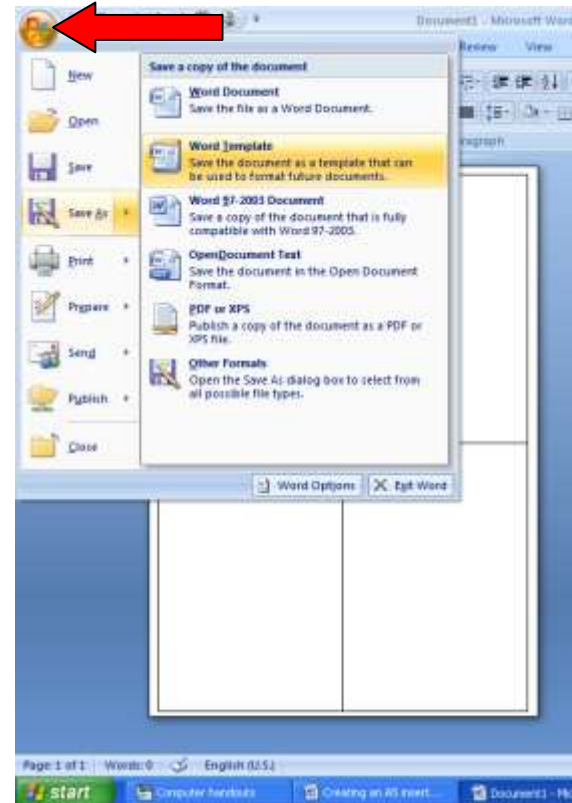 Document1 - Microsoft Word
Review View
New
Open
Save
Save As
Print
Prepare
Send
Publish
Close
Save a copy of the document
Word Document
Save the file as a Word Document.
Word Template
Save the document as a template that can
be used to format future documents.
Word 97-2003 Document
Save a copy of the document that is fully
compatible with Word 97-2003.
OpenDocument Text
Save the document in the Open Document
Format.
PDF or XPS
Publish a copy of the document as a PDF or
XPS file.
Other Formats
Open the Save As dialog box to select from
all possible file types.
Word Options Exit Word
Page: 1 of 1 Words: 0 English (U.S.)
start Computer handouts Creating an A5 insert... Document1 - Mic